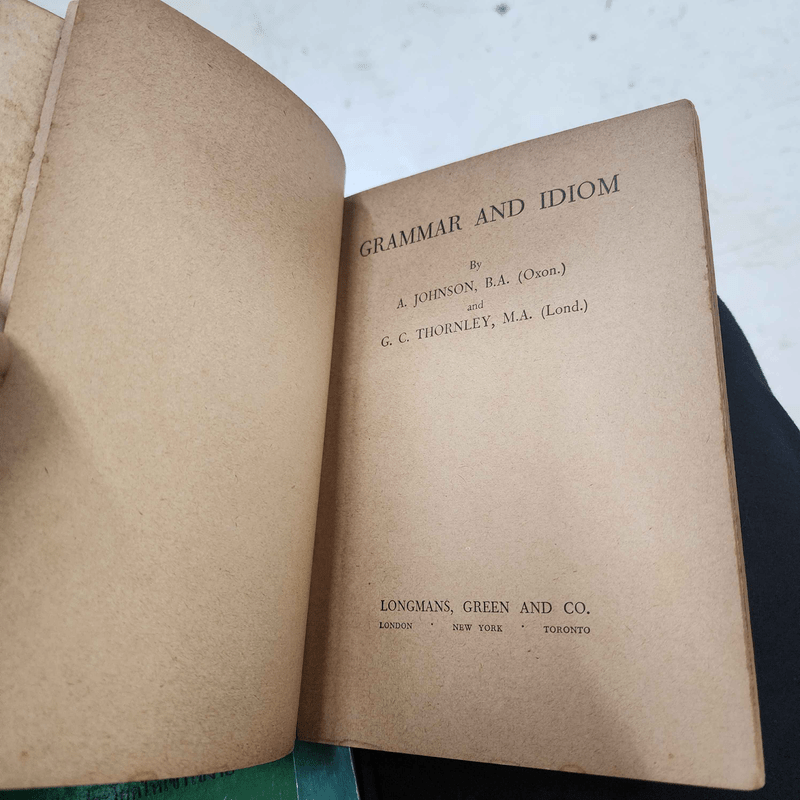 GRAMMAR AND IDIOM
By
A. JOHNSON, B.A. (Oxon.)
and
G. C. THORNLEY, M.A. (Lond.)
LONGMANS, GREEN AND CO.
LONDON · NEW YORK · TORONTO